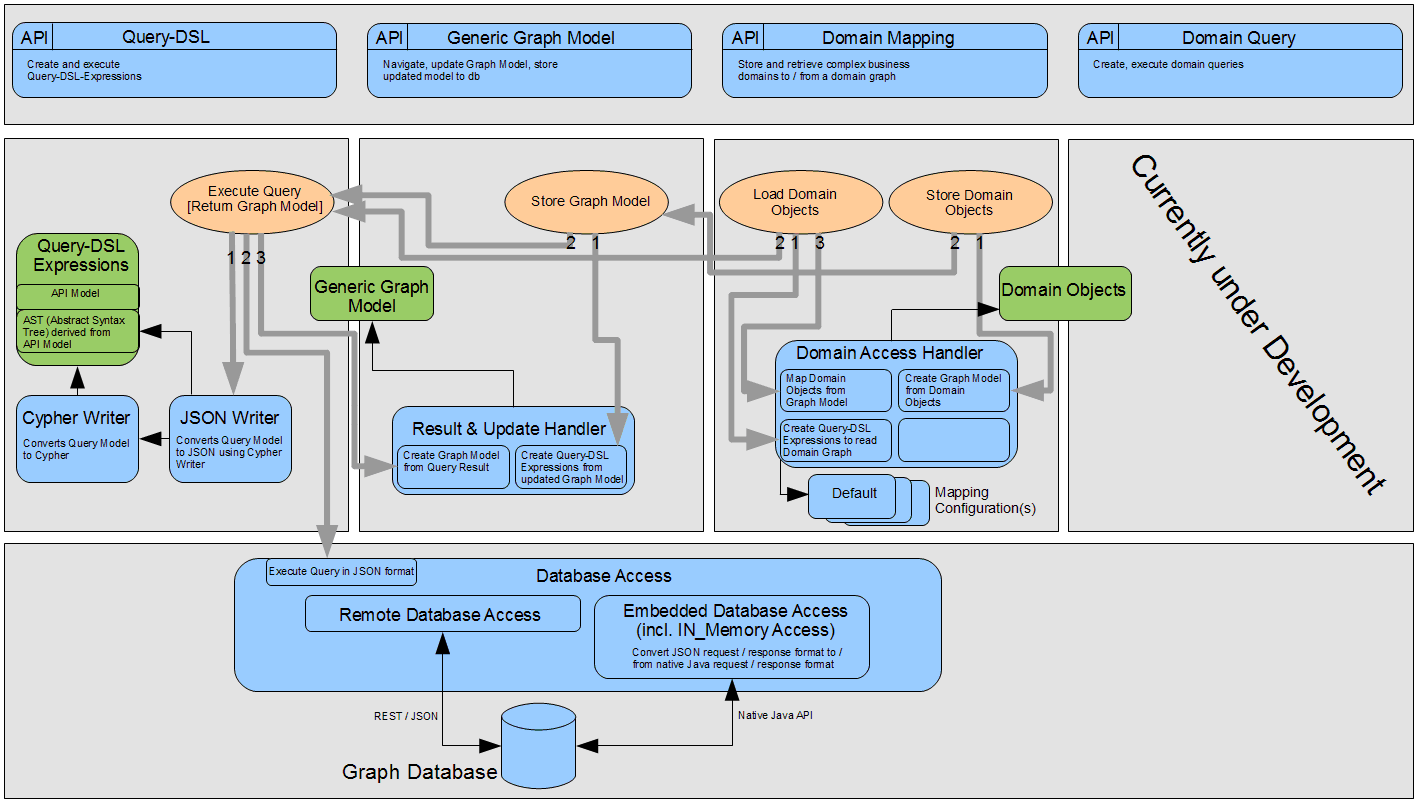 API Query-DSL
Create and execute
Query-DSL-Expressions
API Generic Graph Model
Navigate, update Graph Model, store
updated model to db
API Domain Mapping
Store and retrieve complex business
domains to / from a domain graph
API Domain Query
Create, execute domain queries
Execute Query
[Return Graph Model]
1 2 3
Store Graph Model
2 1
Load Domain
Objects
2 1 3
Store Domain
Objects
2 1
Currently under Development
Query-DSL
Expressions
API Model
AST (Abstract Syntax
Tree) derived from
API Model
Generic Graph
Model
Domain Objects
Cypher Writer
Converts Query Model
to Cypher
JSON Writer
Converts Query Model
to JSON using Cypher
Writer
Result & Update Handler
Create Graph Model
from Query Result
Create Query-DSL
Expressions from
updated Graph Model
Domain Access Handler
Map Domain
Objects from
Graph Model
Create Graph Model
from Domain
Objects
Create Query-DSL
Expressions to read
Domain Graph
Default
Mapping
Configuration(s)
Execute Query in JSON format
Database Access
Remote Database Access
Embedded Database Access
(incl. IN_Memory Access)
Convert JSON request / response format to /
from native Java request / response format
REST / JSON
Native Java API
Graph Database